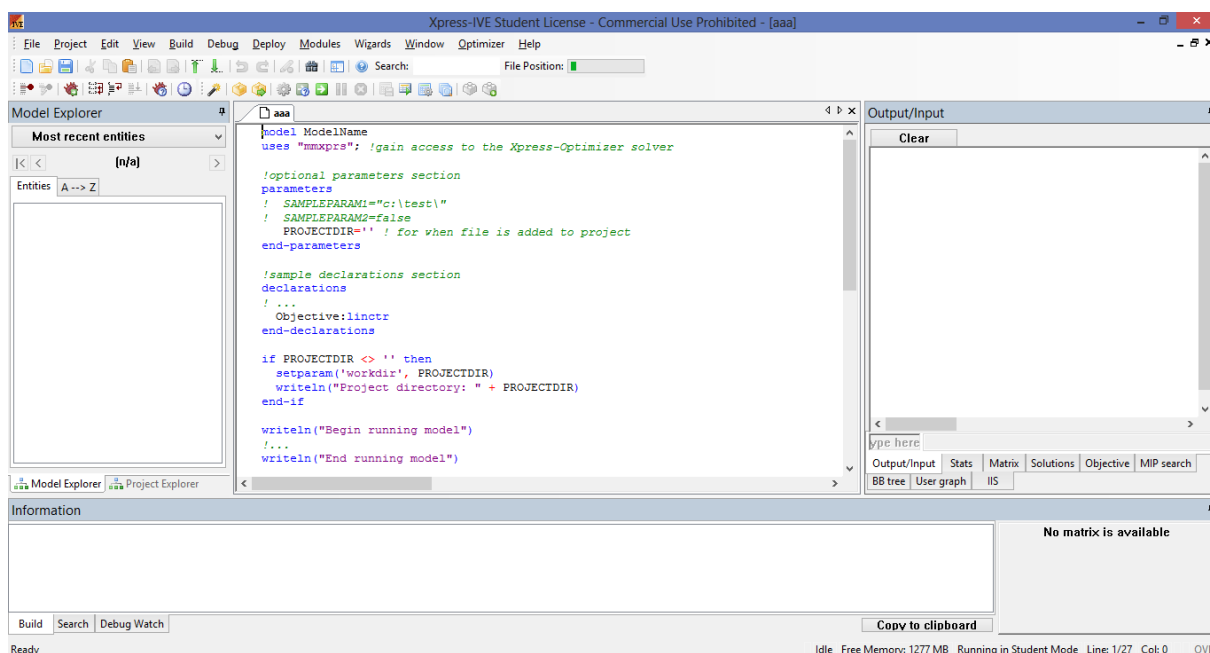 Xpress-IVE Student License - Commercial Use Prohibited - [aaa]
File Project Edit View Build Debug Deploy Modules Wizards Window Optimizer Help
Search: File Position:
Model Explorer
Most recent entities
(n/a)
Entities A --> Z
Model Explorer Project Explorer
aaa
model ModelName
uses "mmxprs"; !gain access to the Xpress-Optimizer solver
!optional parameters section
parameters
! SAMPLEPARAM1="c:\test\"
! SAMPLEPARAM2=false
PROJECTDIR='' ! for when file is added to project
end-parameters
!sample declarations section
declarations
! ...
Objective:linctr
end-declarations
if PROJECTDIR <> '' then
setparam('workdir', PROJECTDIR)
writeln("Project directory: " + PROJECTDIR)
end-if
writeln("Begin running model")
!...
writeln("End running model")
Output/Input
Clear
ype here
Output/Input Stats Matrix Solutions Objective MIP search
BB tree User graph IIS
Information
No matrix is available
Build Search Debug Watch
Copy to clipboard
Ready
Idle Free Memory: 1277 MB Running in Student Mode Line: 1/27 Col: 0